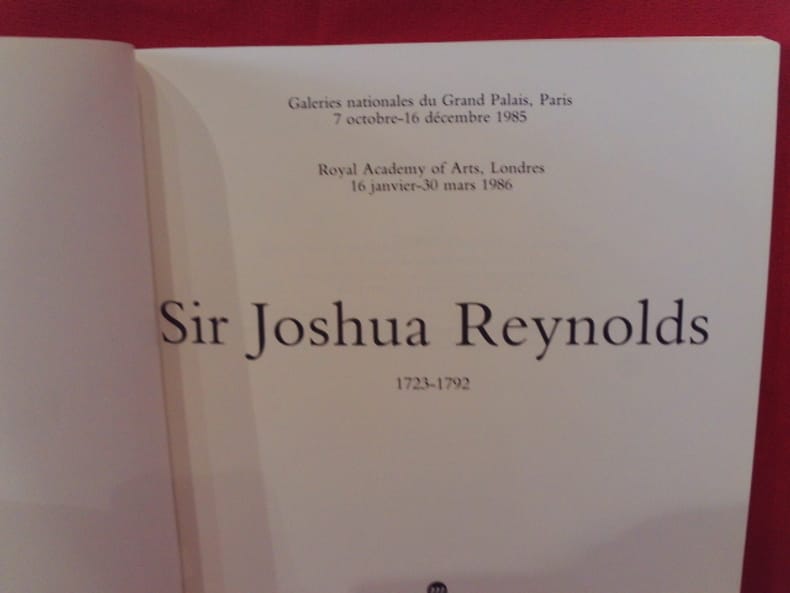 Galeries nationales du Grand Palais, Paris
7 octobre-16 décembre 1985
Royal Academy of Arts, Londres
16 janvier-30 mars 1986
Sir Joshua Reynolds
1723-1792